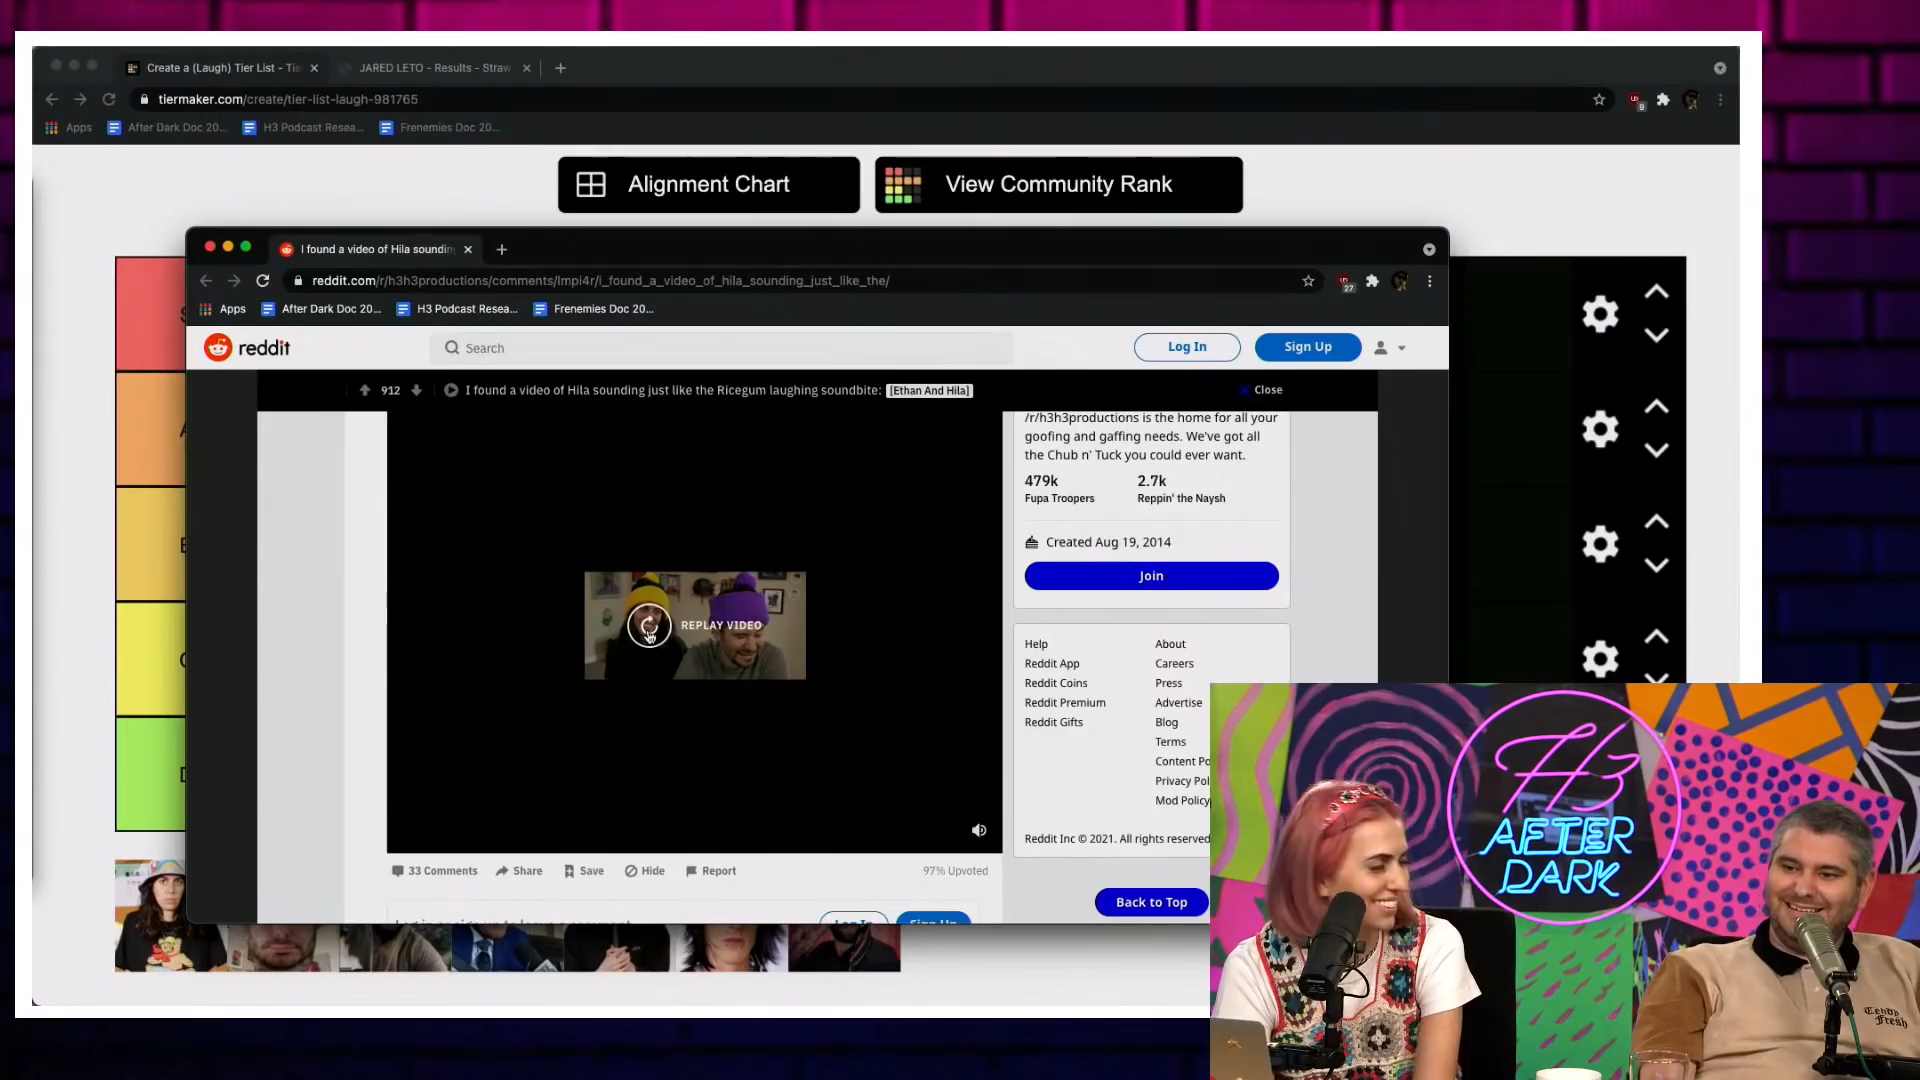 Create a (Laugh) Tier List - Tie
JARED LETO - Results - Straw
tiermaker.com/create/tier-list-laugh-981765
9
Apps
After Dark Doc 20...
H3 Podcast Resea...
Frenemies Doc 20...
Alignment Chart
View Community Rank
I found a video of Hila soundin
reddit.com/r/h3h3productions/comments/lmpi4r/i_found_a_video_of_hila_sounding_just_like_the/
27
Apps
After Dark Doc 20...
H3 Podcast Resea...
Frenemies Doc 20...
reddit
Search
Log In
Sign Up
912
I found a video of Hila sounding just like the Ricegum laughing soundbite:
[Ethan And Hila]
Close
/r/h3h3productions is the home for all your
goofing and gaffing needs. We've got all
the Chub n' Tuck you could ever want.
479k
2.7k
Fupa Troopers
Reppin' the Naysh
Created Aug 19, 2014
Join
REPLAY VIDEO
Help
About
Reddit App
Careers
Reddit Coins
Press
Reddit Premium
Advertise
Reddit Gifts
Blog
Terms
Content Po
Privacy Pol
Mod Policy
Reddit Inc © 2021. All rights reserved
33 Comments
Share
Save
Hide
Report
97% Upvoted
Back to Top
Log In
Sign Up
H3
AFTER
DARK
Teddy
Fresh